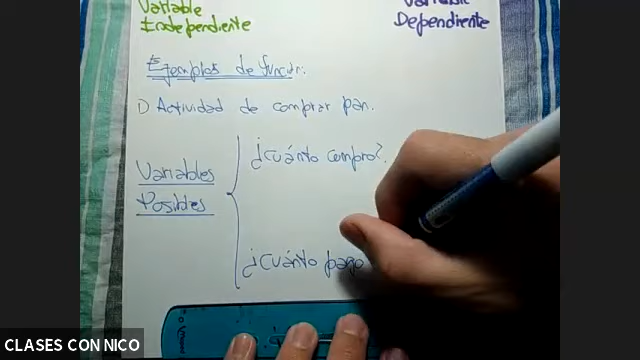 Variable
Independiente
Variable
Dependiente
Ejemplos de función:
1) Actividad de comprar pan.
Variables
Posibles
¿Cuánto compro?
¿Cuánto pago
CLASES CON NICO